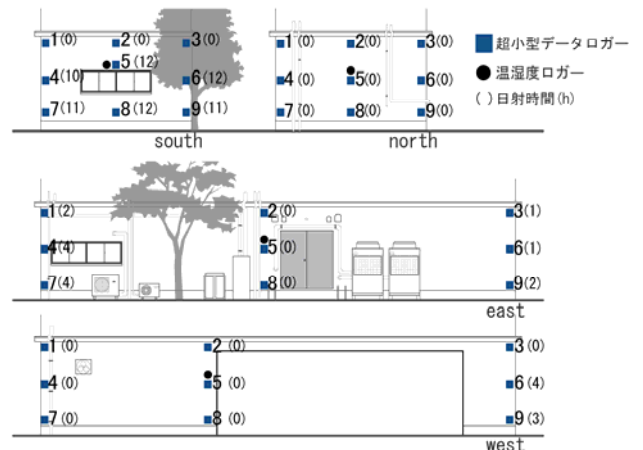 1(0) 2(0) 3(0)
5(12)
4(10) 6(12)
7(11) 8(12) 9(11)
south
1(0) 2(0) 3(0)
4(0) 5(0) 6(0)
7(0) 8(0) 9(0)
north
超小型データロガー
温湿度ロガー
( )日射時間(h)
1(2) 2(0) 3(1)
4(4) 5(0) 6(1)
7(4) 8(0) 9(2)
east
1(0) 2(0) 3(0)
4(0) 5(0) 6(4)
7(0) 8(0) 9(3)
west